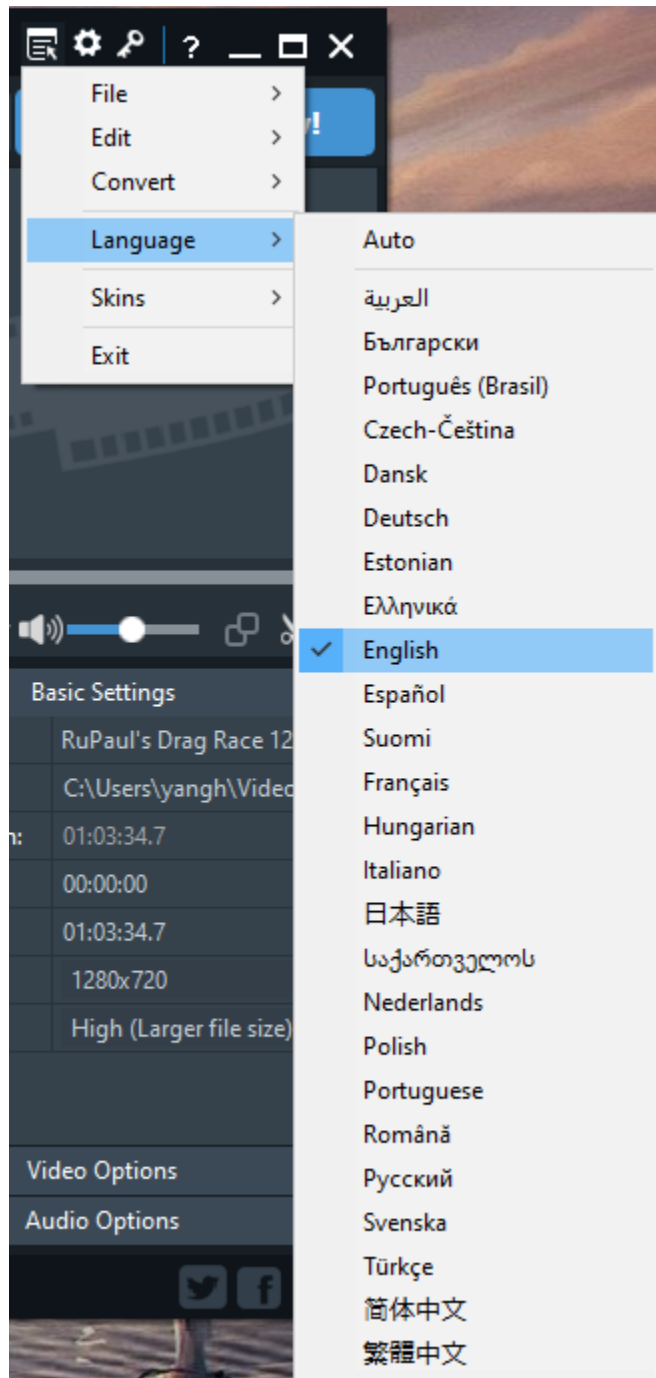 ?
File
Edit
y!
Convert
Language
Auto
Skins
العربية
Exit
Български
Português (Brasil)
Czech-Čeština
Dansk
Deutsch
Estonian
Ελληνικά
English
Basic Settings
Español
RuPaul's Drag Race 12
Suomi
C:\Users\yangh\Video
Français
n: 01:03:34.7
Hungarian
00:00:00
Italiano
01:03:34.7
日本語
1280x720
საქართველოს
High (Larger file size)
Nederlands
Polish
Portuguese
Română
Video Options
Русский
Audio Options
Svenska
Türkçe
简体中文
繁體中文